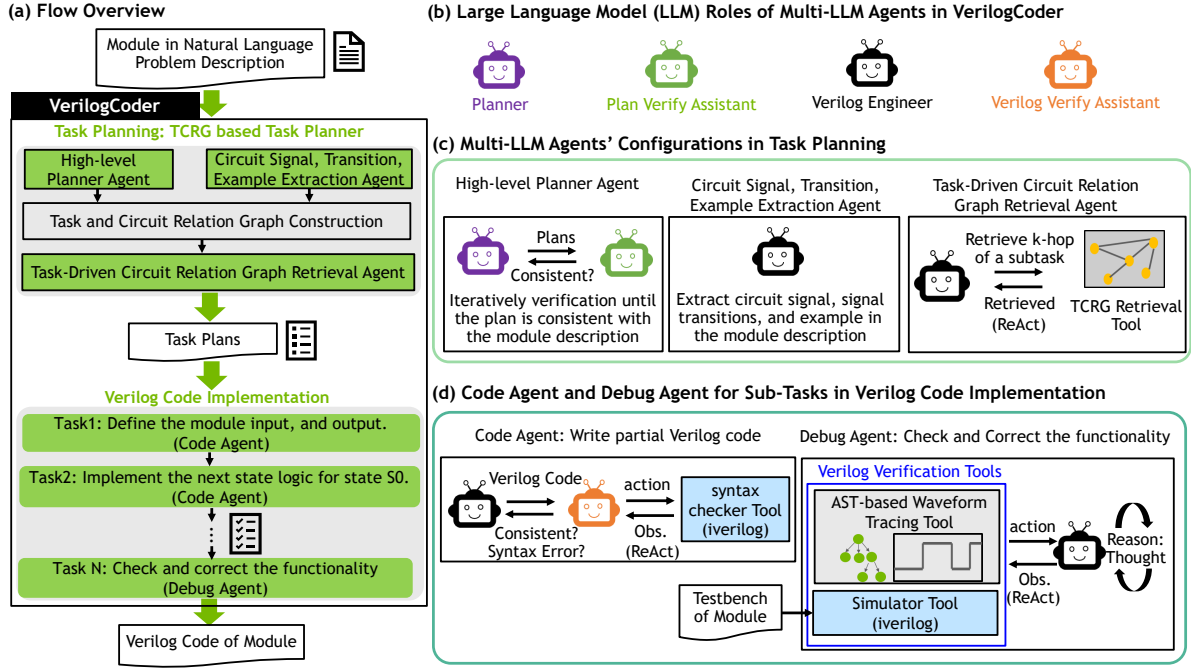 (a) Flow Overview
Module in Natural Language
Problem Description
VerilogCoder
Task Planning: TCRG based Task Planner
High-level
Planner Agent
Circuit Signal, Transition,
Example Extraction Agent
Task and Circuit Relation Graph Construction
Task-Driven Circuit Relation Graph Retrieval Agent
Task Plans
Verilog Code Implementation
Task1: Define the module input, and output.
(Code Agent)
Task2: Implement the next state logic for state S0.
(Code Agent)
Task N: Check and correct the functionality
(Debug Agent)
Verilog Code of Module
(b) Large Language Model (LLM) Roles of Multi-LLM Agents in VerilogCoder
Planner
Plan Verify Assistant
Verilog Engineer
Verilog Verify Assistant
(c) Multi-LLM Agents’ Configurations in Task Planning
High-level Planner Agent
Plans
Consistent?
Iteratively verification until
the plan is consistent with
the module description
Circuit Signal, Transition,
Example Extraction Agent
Extract circuit signal, signal
transitions, and example in
the module description
Task-Driven Circuit Relation
Graph Retrieval Agent
Retrieve k-hop
of a subtask
Retrieved
(ReAct)
TCRG Retrieval
Tool
(d) Code Agent and Debug Agent for Sub-Tasks in Verilog Code Implementation
Code Agent: Write partial Verilog code
Verilog Code
Consistent?
Syntax Error?
action
Obs.
(ReAct)
syntax
checker Tool
(iverilog)
Debug Agent: Check and Correct the functionality
Verilog Verification Tools
AST-based Waveform
Tracing Tool
Simulator Tool
(iverilog)
Testbench
of Module
action
Obs.
(ReAct)
Reason:
Thought